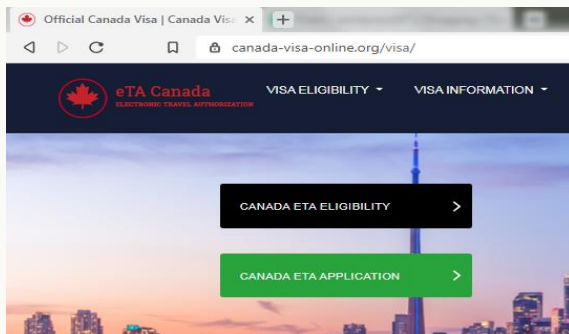 Official Canada Visa | Canada Vis
canada-visa-online.org/visa/
eTA Canada
ELECTRONIC TRAVEL AUTHORIZATION
VISA ELIGIBILITY
VISA INFORMATION
CANADA ETA ELIGIBILITY
CANADA ETA APPLICATION